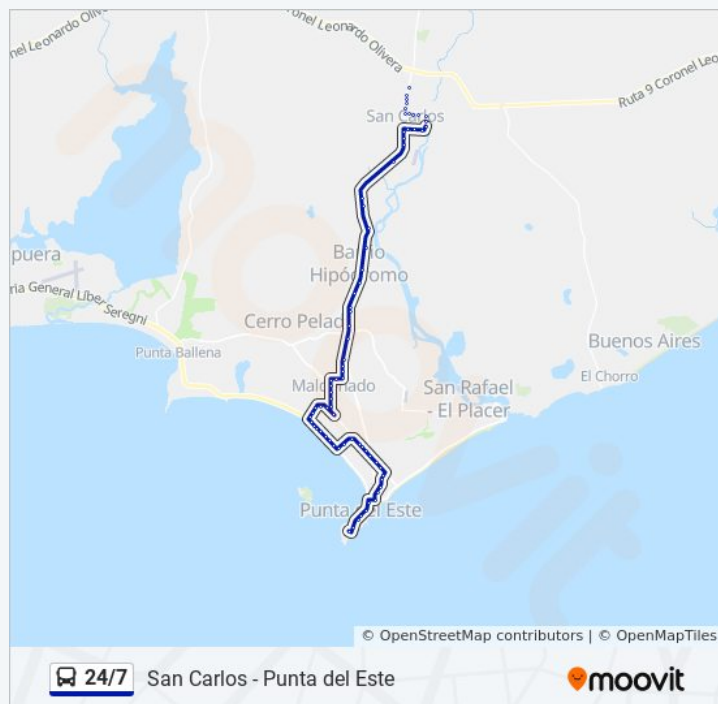 nel Leonardo Olivera
Coronel Leonardo Olivera
Ruta 9 Coronel Leo
San Carlos
Barrio
Hipódromo
puera
ria General Líber Seregni
Cerro Pelad
Buenos Aires
Punta Ballena
El Chorro
Maldonado
San Rafael
- El Placer
Punta del Este
© OpenStreetMap contributors | © OpenMapTiles
24/7 San Carlos - Punta del Este
moovit